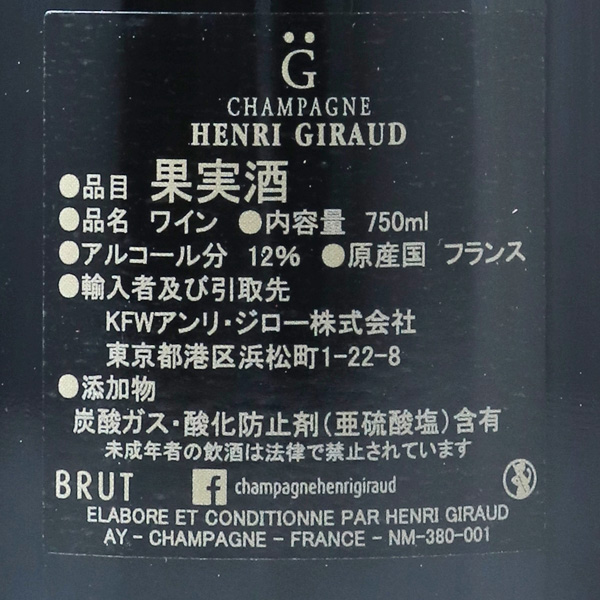 G
CHAMPAGNE
HENRI GIRAUD
●品目 果実酒
●品名 ワイン ●内容量 750ml
●アルコール分 12% ●原産国 フランス
●輸入者及び引取先
KFWアンリ・ジロー株式会社
東京都港区浜松町1-22-8
●添加物
炭酸ガス・酸化防止剤(亜硫酸塩)含有
未成年者の飲酒は法律で禁止されています
BRUT f champagnehenrigiraud
ELABORE ET CONDITIONNE PAR HENRI GIRAUD
AY - CHAMPAGNE - FRANCE - NM-380-001